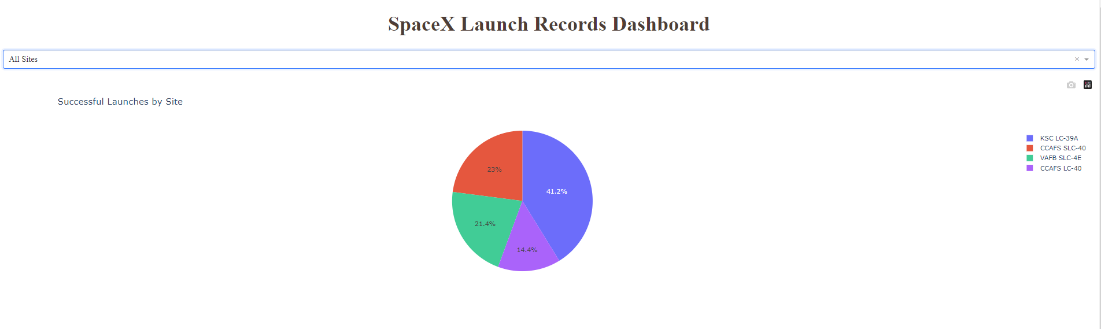 SpaceX Launch Records Dashboard
All Sites
Successful Launches by Site
KSC LC-39A
CCAFS SLC-40
VAFB SLC-4E
CCAFS LC-40
23%
41.2%
21.4%
14.4%